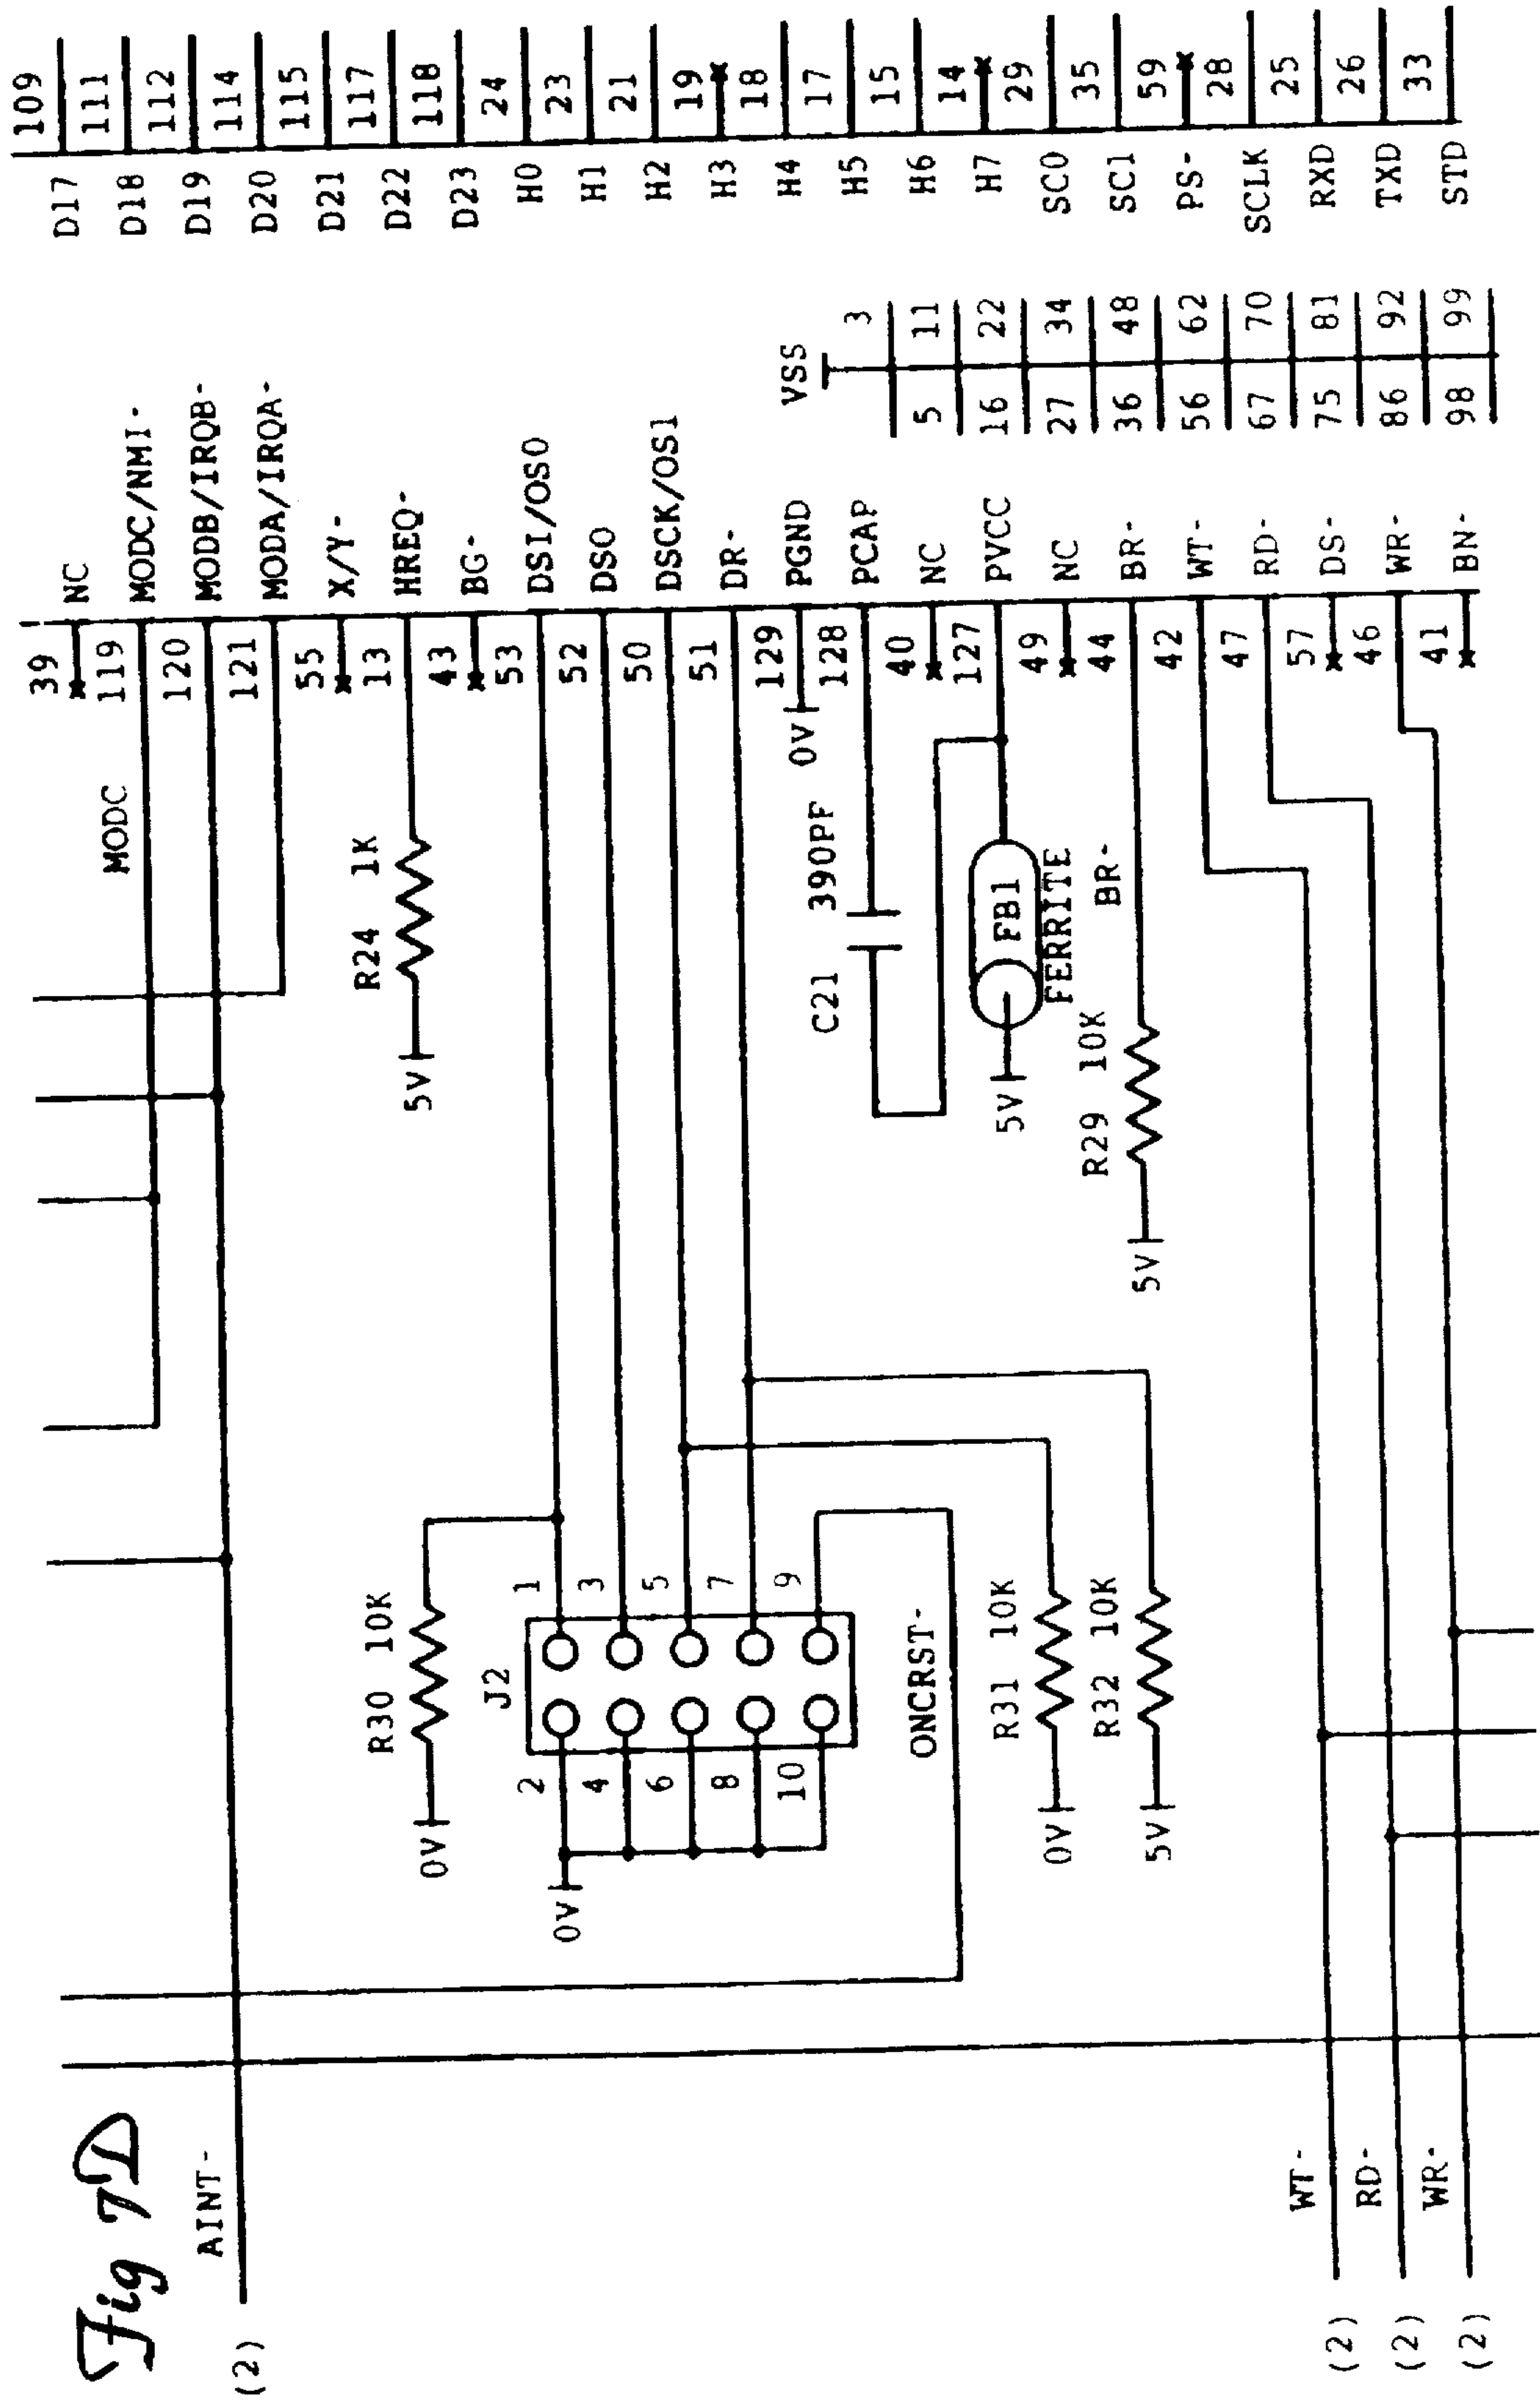 Fig 7D
AINT-
(2)
MODC
39 NC
119 MODC/NMI-
120 MODB/IRQB-
121 MODA/IRQA-
55 X/Y-
13 HREQ-
43 BG-
53 DSI/OS0
52 DSO
50 DSCK/OS1
51 DR-
129 PGND
128 PCAP
40 NC
127 PVCC
49 NC
44 BR-
42 WT-
47 RD-
57 DS-
46 WR-
41 BN-
5V R24 1K
0V R30 10K
J2
2 1
4 3
6 5
8 7
10 9
0V
0V
C21 390PF
5V FB1
FERRITE
BR-
5V R29 10K
ONCRST-
0V R31 10K
5V R32 10K
(2) WT-
(2) RD-
(2) WR-
VSS
3
5 11
16 22
27 34
36 48
56 62
67 70
75 81
86 92
98 99
D17 109
D18 111
D19 112
D20 114
D21 115
D22 117
D23 118
H0 24
H1 23
H2 21
H3 19
H4 18
H5 17
H6 15
H7 14
SC0 29
SC1 35
PS- 59
SCLK 28
RXD 25
TXD 26
STD 33